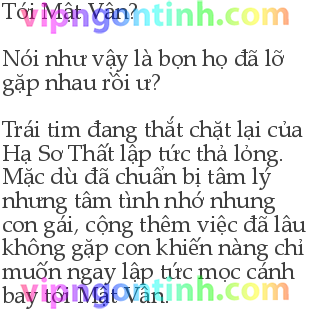 Tới Mật Vân?
vipngontinh.com
Nói như vậy là bọn họ đã lỡ
gặp nhau rồi ư?
Trái tim đang thắt chặt lại của
Hạ Sơ Thất lập tức thả lỏng.
Mặc dù đã chuẩn bị tâm lý
nhưng tâm tình nhớ nhung
con gái, cộng thêm việc đã lâu
không gặp con khiến nàng chỉ
muốn ngay lập tức mọc cánh
bay tới Mật Vân.
vipngontinh.com